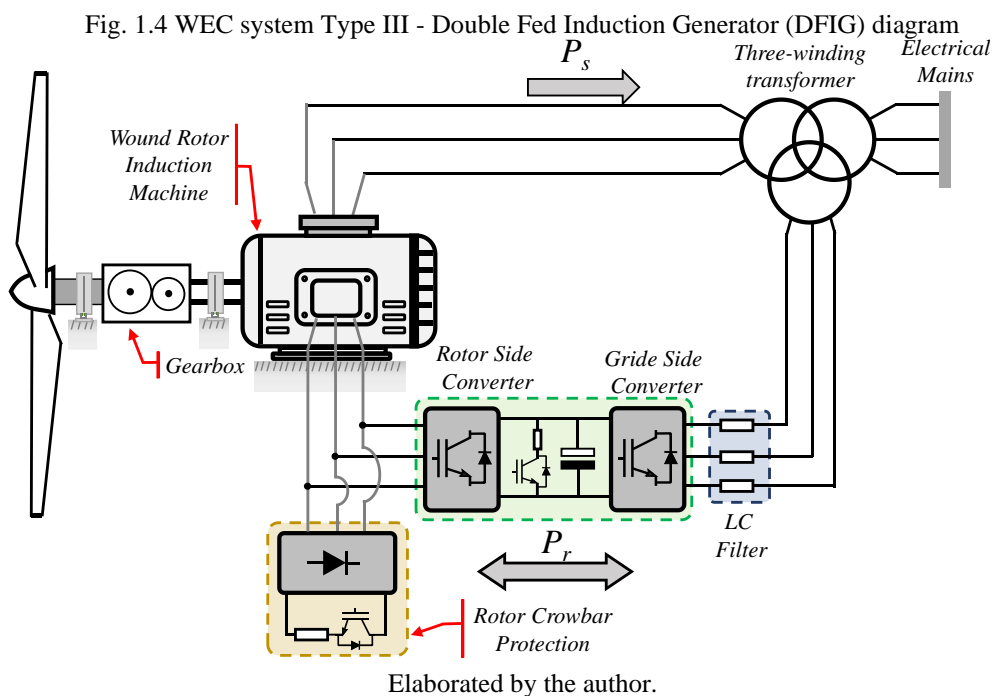 Fig. 1.4 WEC system Type III - Double Fed Induction Generator (DFIG) diagram
P_s
Three-winding
transformer
Electrical
Mains
Wound Rotor
Induction
Machine
Gearbox
Rotor Side
Converter
Gride Side
Converter
LC
Filter
P_r
Rotor Crowbar
Protection
Elaborated by the author.